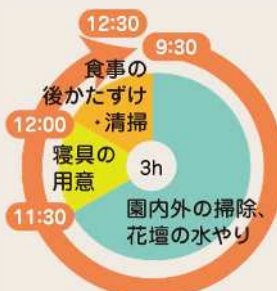 12:30
9:30
食事の
後かたずけ
・清掃
12:00
寝具の
用意
3h
11:30
園内外の掃除、
花壇の水やり